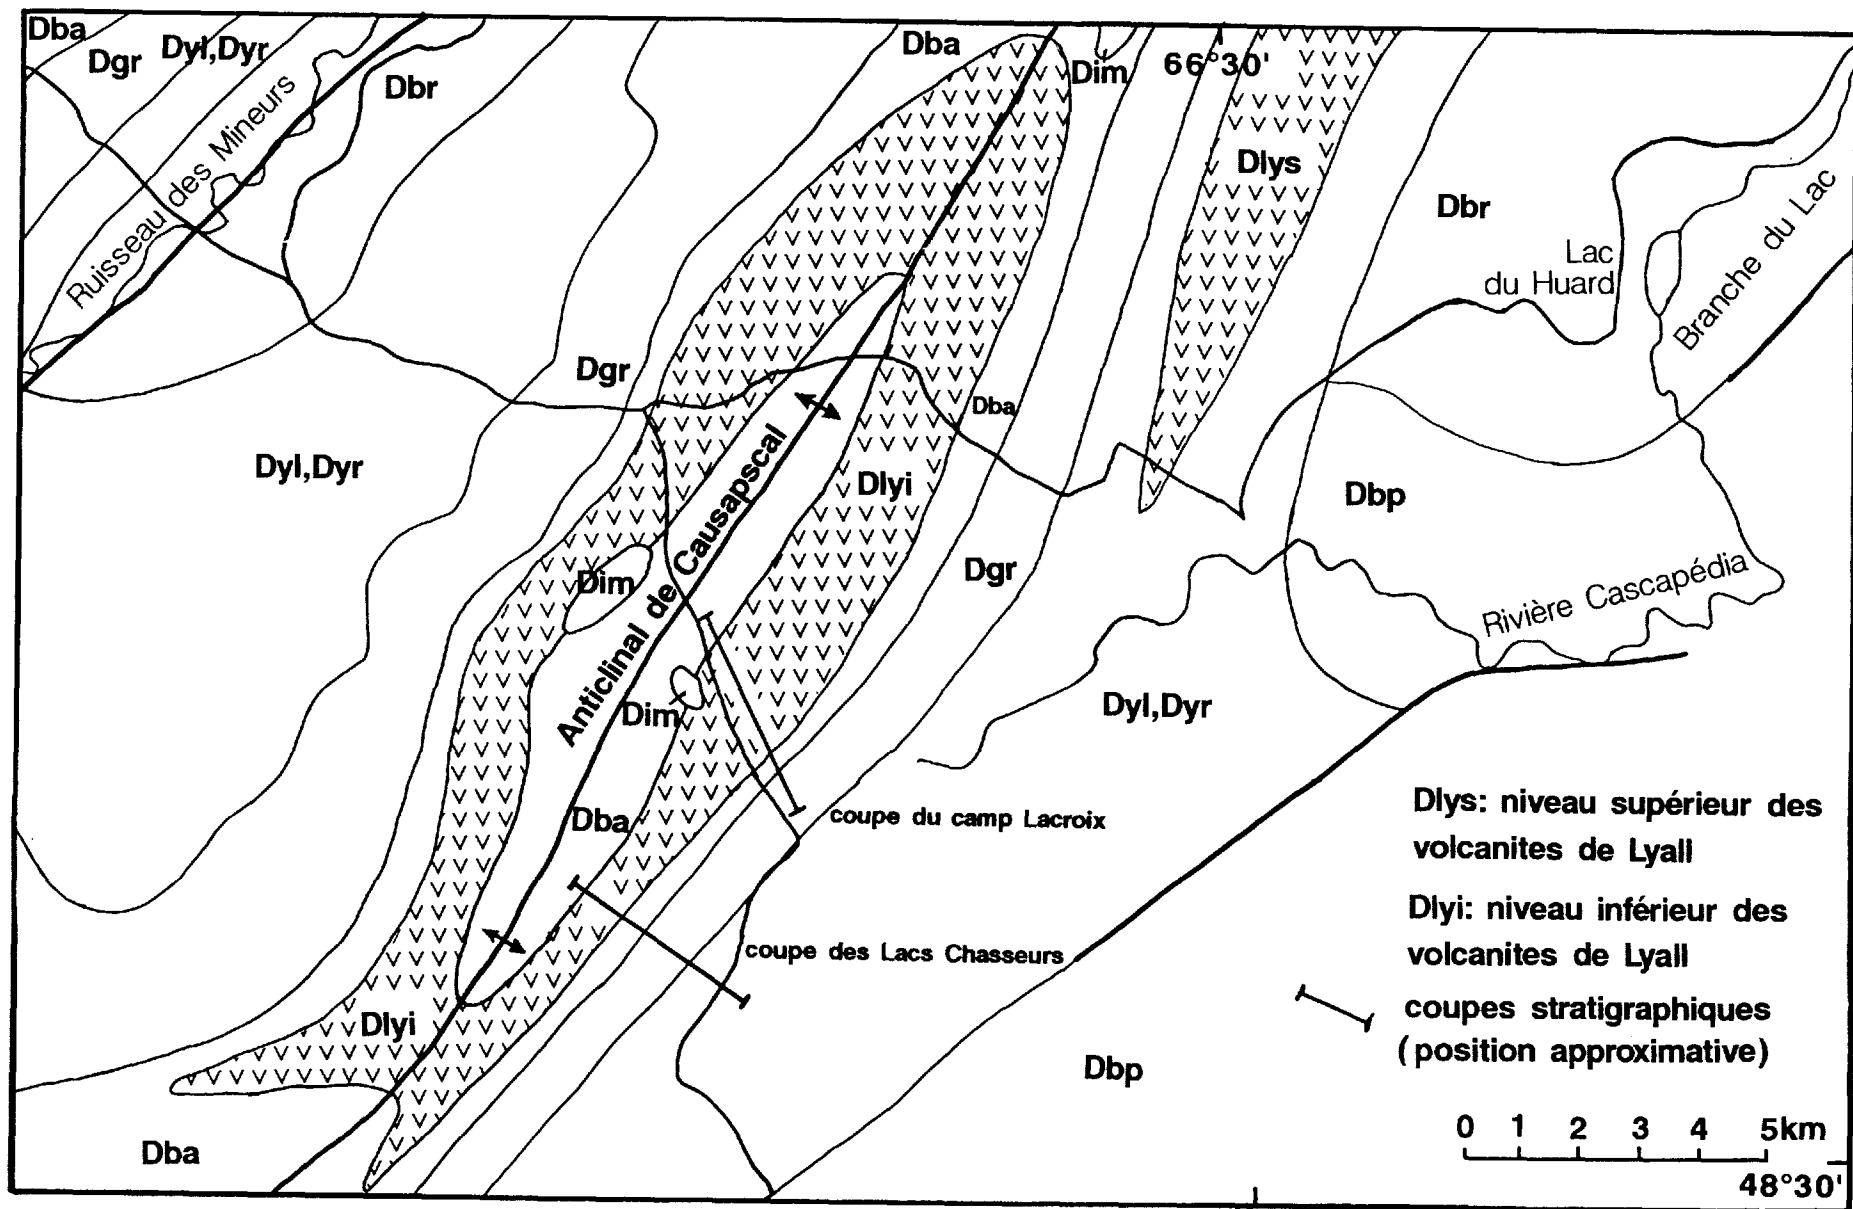 Dba
Dgr
Dyl,Dyr
Dbr
Dba
Dim
66°30'
Ruisseau des Mineurs
Dlys
Dbr
Lac
du Huard
Branche du Lac
Dgr
Dba
Dyl,Dyr
Dlyi
Dbp
Anticlinal de Causapscal
Dim
Dgr
Rivière Cascapédia
Dim
Dyl,Dyr
Dba
coupe du camp Lacroix
Dlys: niveau supérieur des
volcanites de Lyall
Dlyi: niveau inférieur des
volcanites de Lyall
coupe des Lacs Chasseurs
coupes stratigraphiques
(position approximative)
Dlyi
Dbp
Dba
0 1 2 3 4 5km
48°30'